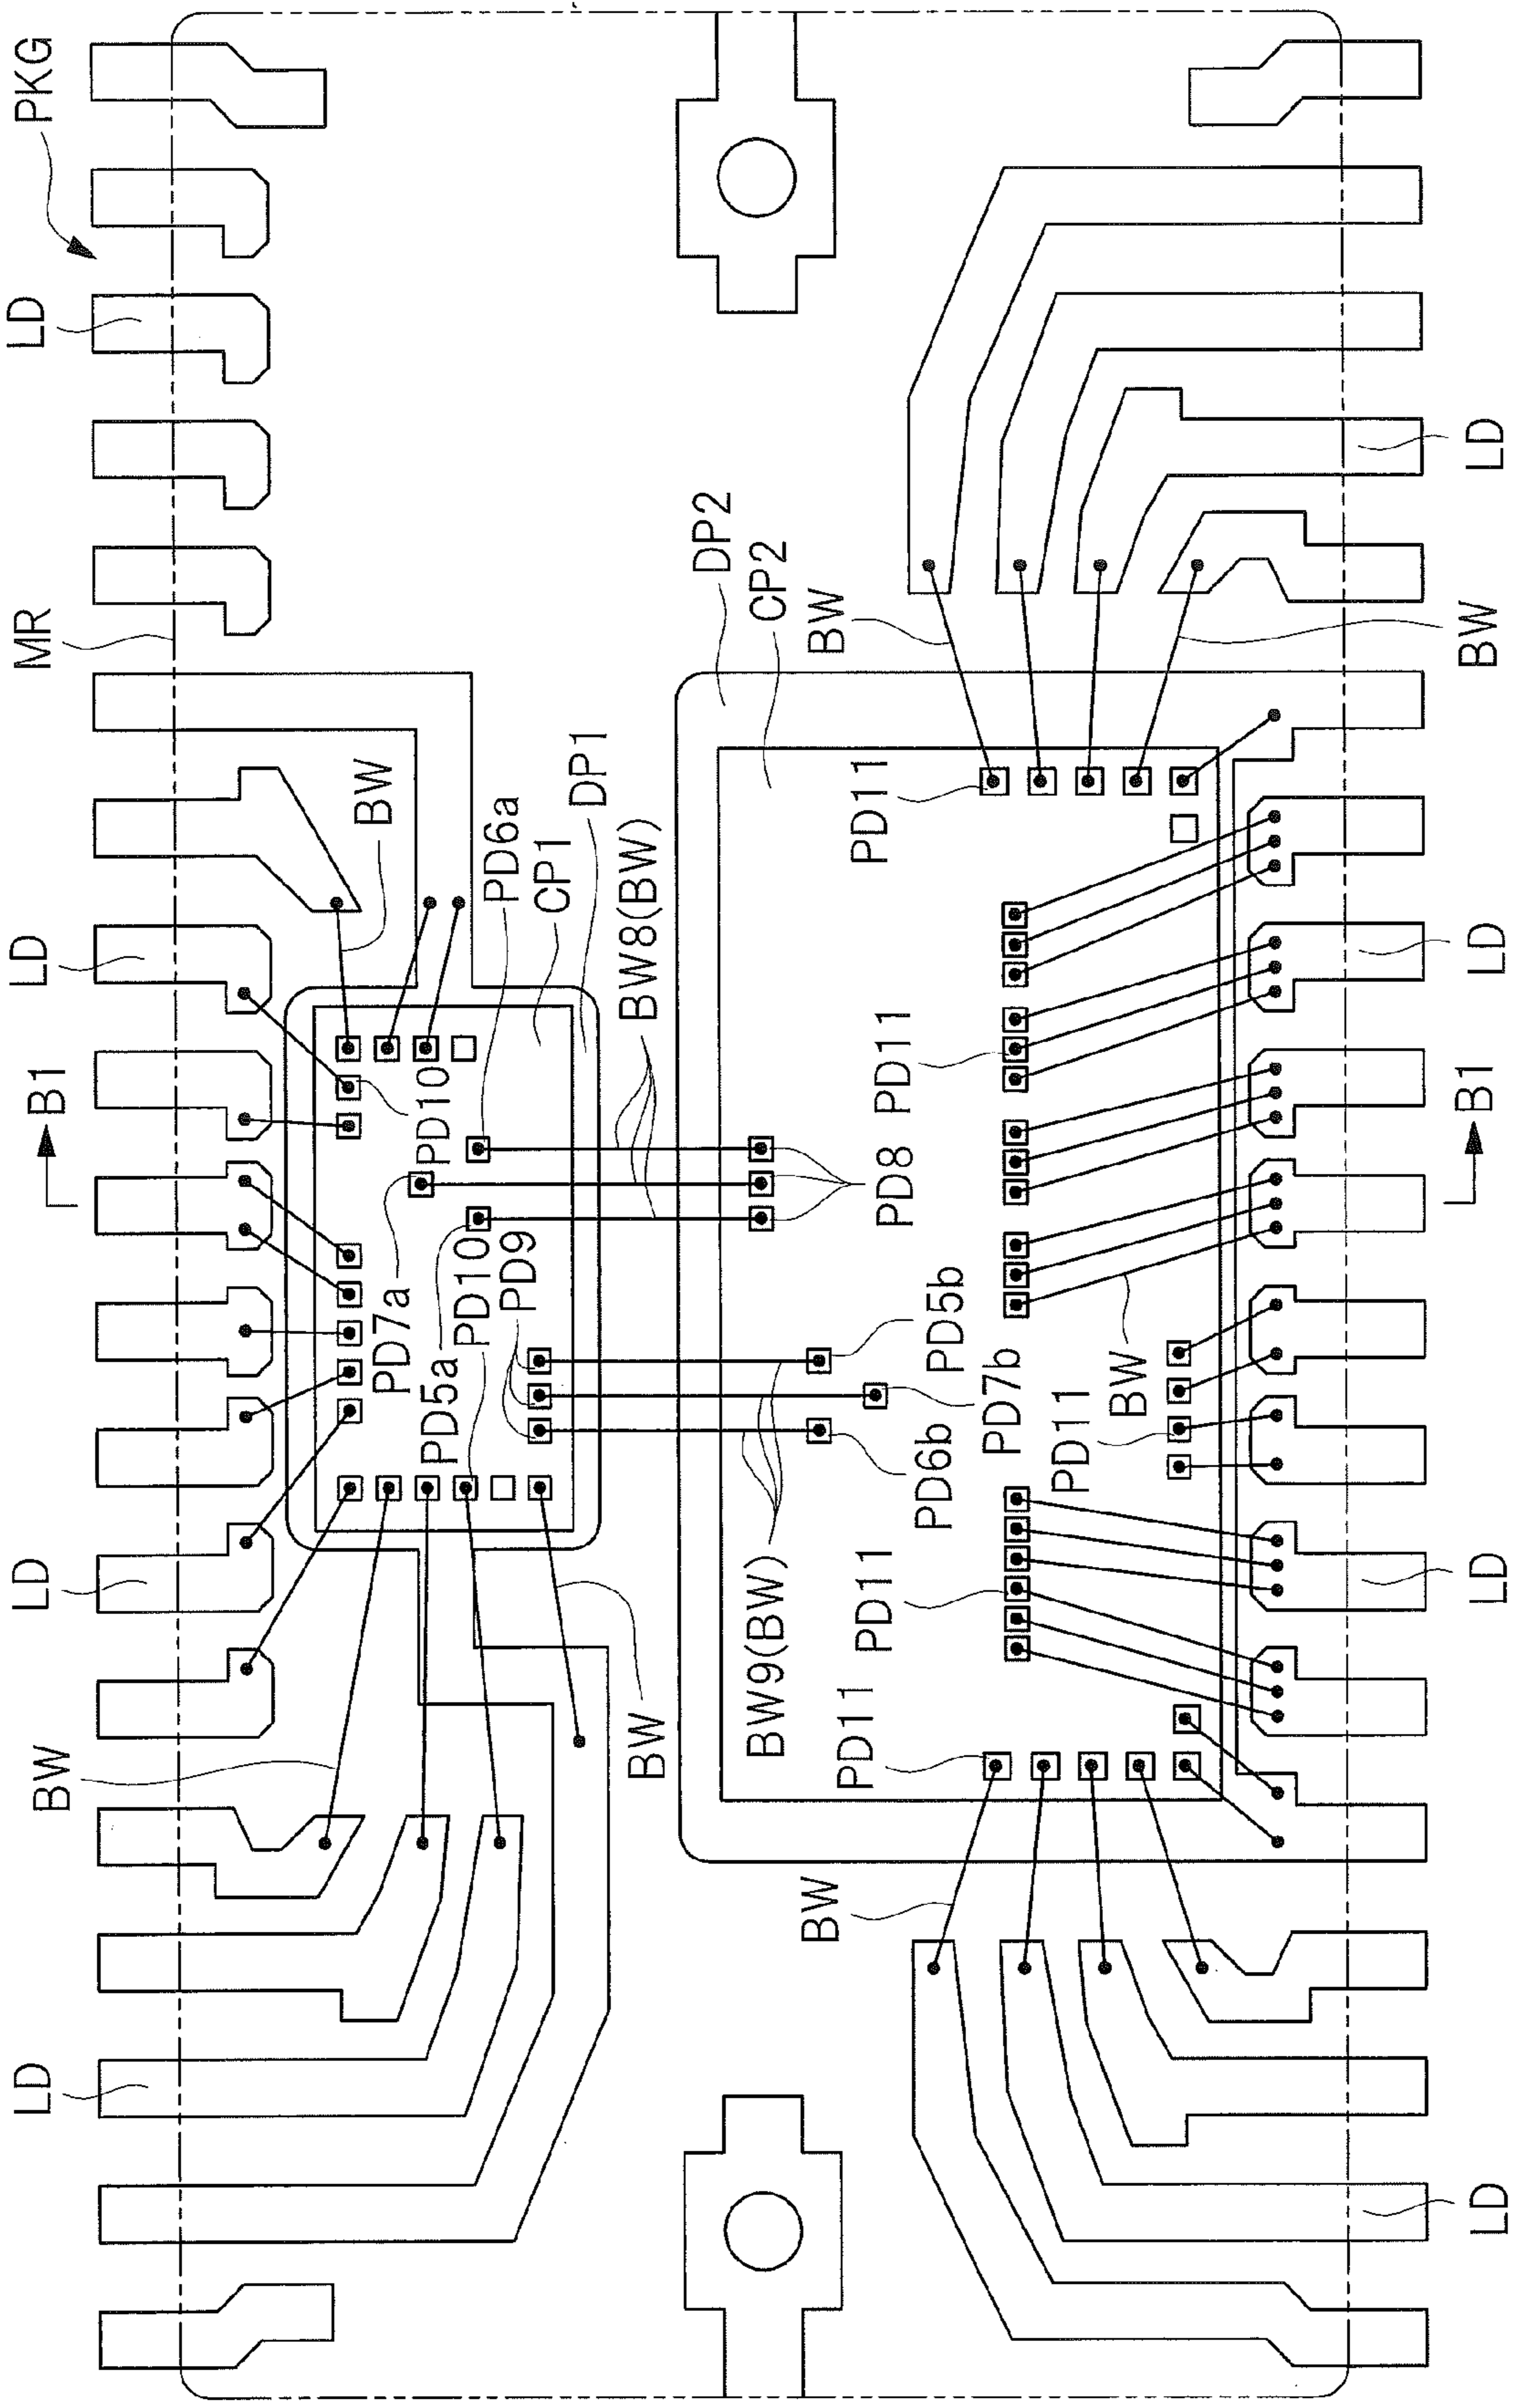 PKG
LD
MR
LD
B1
LD
BW
LD
BW
DP1
CP1
PD6a
BW8(BW)
PD10
PD7a
PD5a
PD10
PD9
BW
DP2
CP2
BW
BW
LD
PD11
PD11
PD8
PD5b
PD7b
PD6b
BW9(BW)
PD11
BW
PD11
PD11
BW
LD
B1
LD
LD